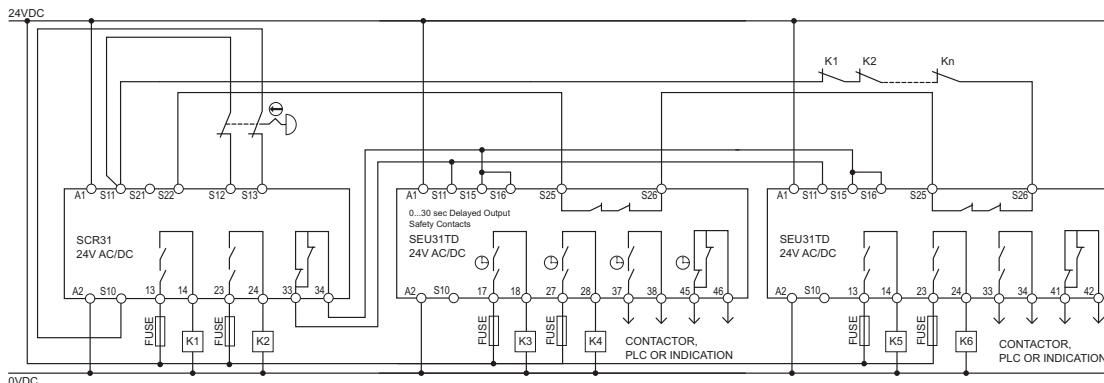 24VDC
K1 K2 Kn
A1 S11 S21 S22 S12 S13
A1 S11 S15 S16 S25 S26
A1 S11 S15 S16 S25 S26
SCR31
24V AC/DC
0...30 sec Delayed Output
Safety Contacts
SEU31TD
24V AC/DC
SEU31TD
24V AC/DC
A2 S10 13 14 23 24 33 34
A2 S10 17 18 27 28 37 38 45 46
A2 S10 13 14 23 24 33 34 41 42
FUSE K1 FUSE K2
FUSE K3 FUSE K4
CONTACTOR,
PLC OR INDICATION
FUSE K5 FUSE K6
CONTACTOR,
PLC OR INDICATION
0VDC